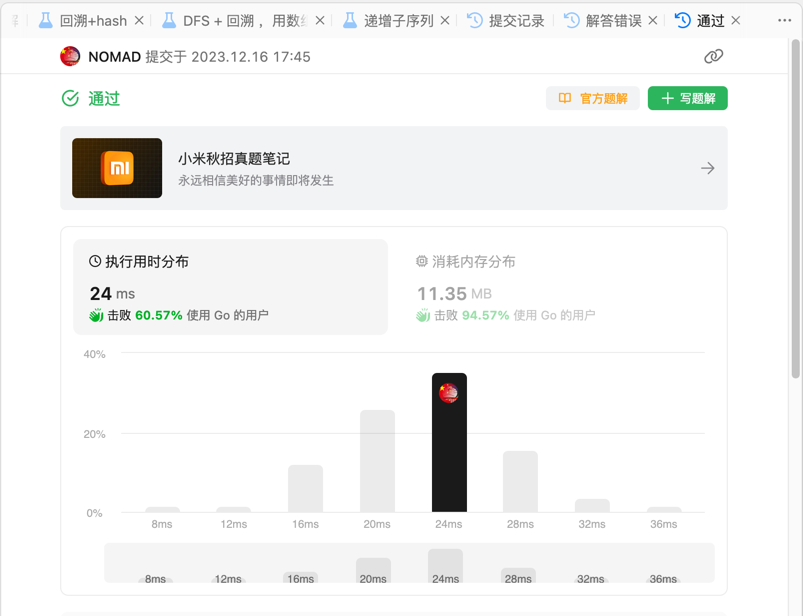 回溯+hash
DFS + 回溯，用数
递增子序列
提交记录
解答错误
通过
NOMAD 提交于 2023.12.16 17:45
通过
官方题解
写题解
小米秋招真题笔记
永远相信美好的事情即将发生
执行用时分布
24 ms
击败 60.57% 使用 Go 的用户
消耗内存分布
11.35 MB
击败 94.57% 使用 Go 的用户
40%
20%
0%
8ms 12ms 16ms 20ms 24ms 28ms 32ms 36ms
8ms 12ms 16ms 20ms 24ms 28ms 32ms 36ms